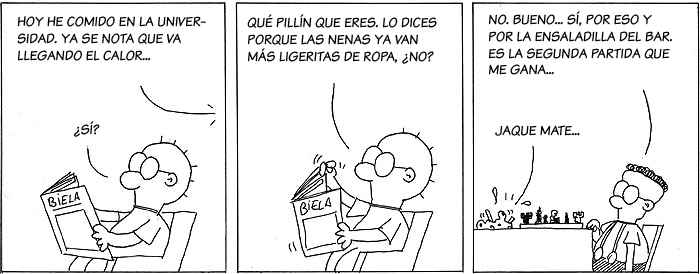 HOY HE COMIDO EN LA UNIVER-
SIDAD. YA SE NOTA QUE VA
LLEGANDO EL CALOR...
¿SÍ?
BIELA
QUÉ PILLÍN QUE ERES. LO DICES
PORQUE LAS NENAS YA VAN
MÁS LIGERITAS DE ROPA, ¿NO?
BIELA
NO. BUENO... SÍ, POR ESO Y
POR LA ENSALADILLA DEL BAR.
ES LA SEGUNDA PARTIDA QUE
ME GANA...
JAQUE MATE...